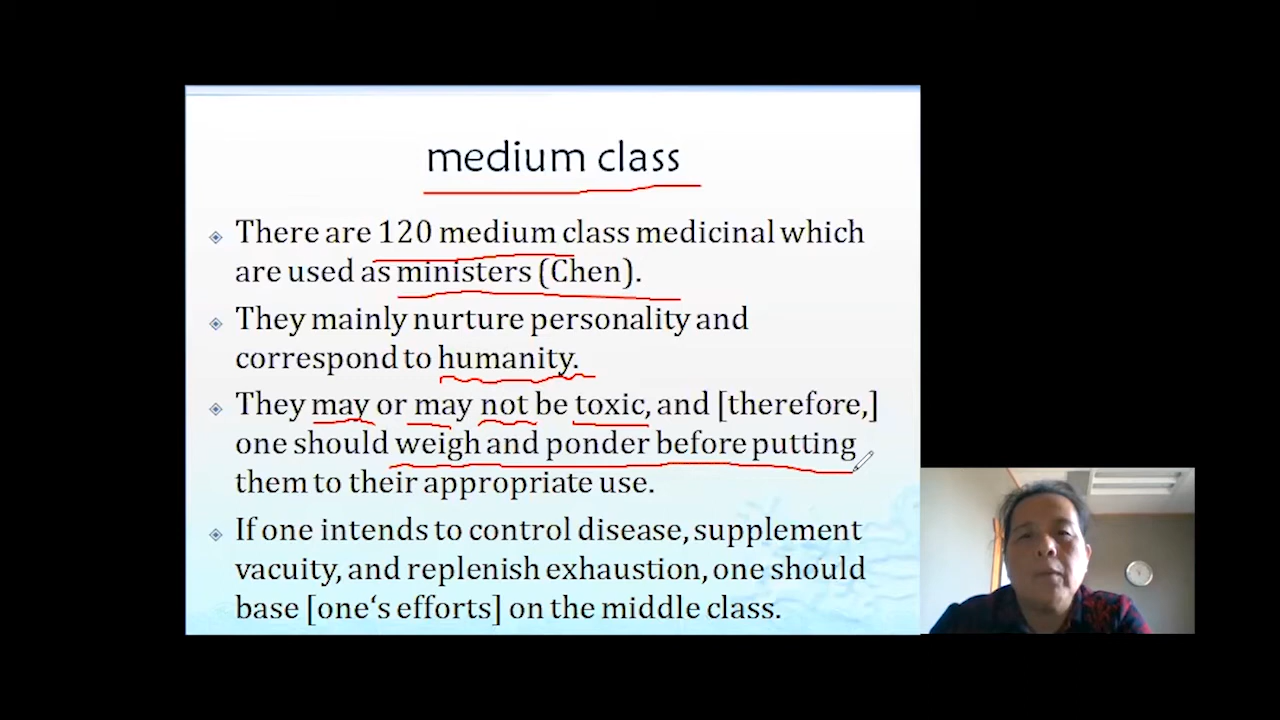 medium class
There are 120 medium class medicinal which
are used as ministers (Chen).
They mainly nurture personality and
correspond to humanity.
They may or may not be toxic, and [therefore,]
one should weigh and ponder before putting
them to their appropriate use.
If one intends to control disease, supplement
vacuity, and replenish exhaustion, one should
base [one‘s efforts] on the middle class.